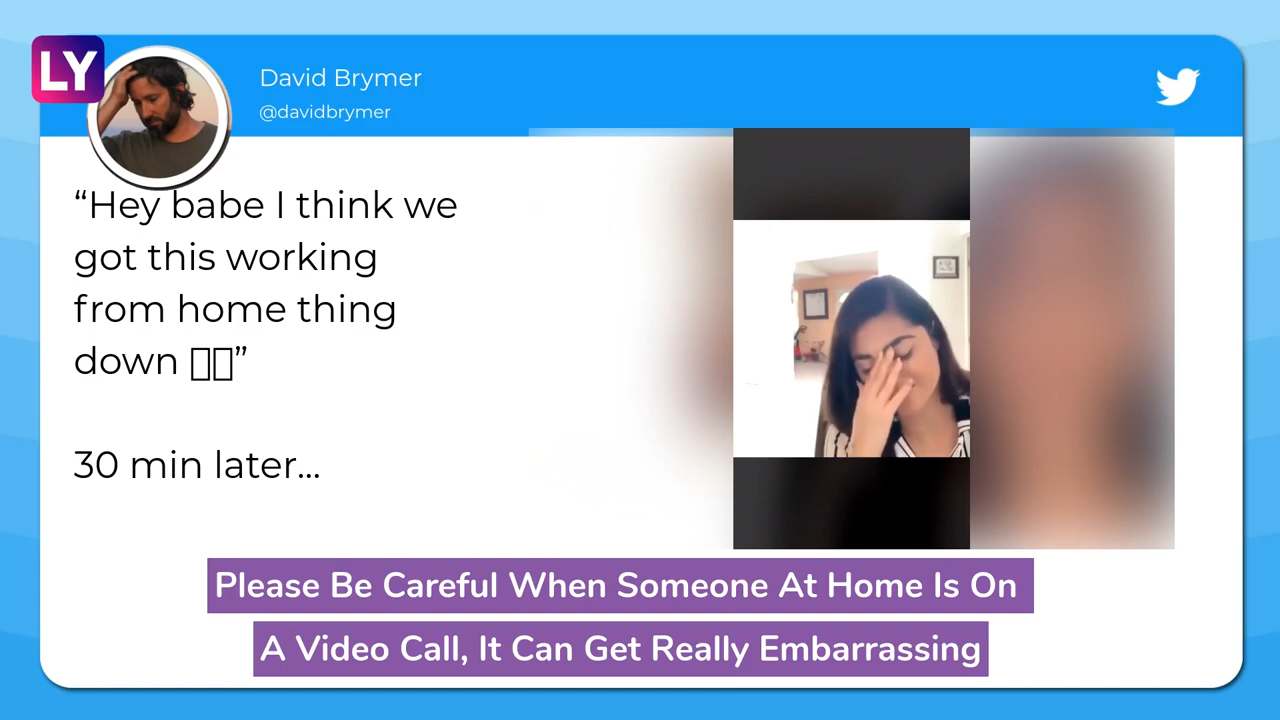 LY
David Brymer
@davidbrymer
“Hey babe I think we
got this working
from home thing
down ”
30 min later...
Please Be Careful When Someone At Home Is On
A Video Call, It Can Get Really Embarrassing